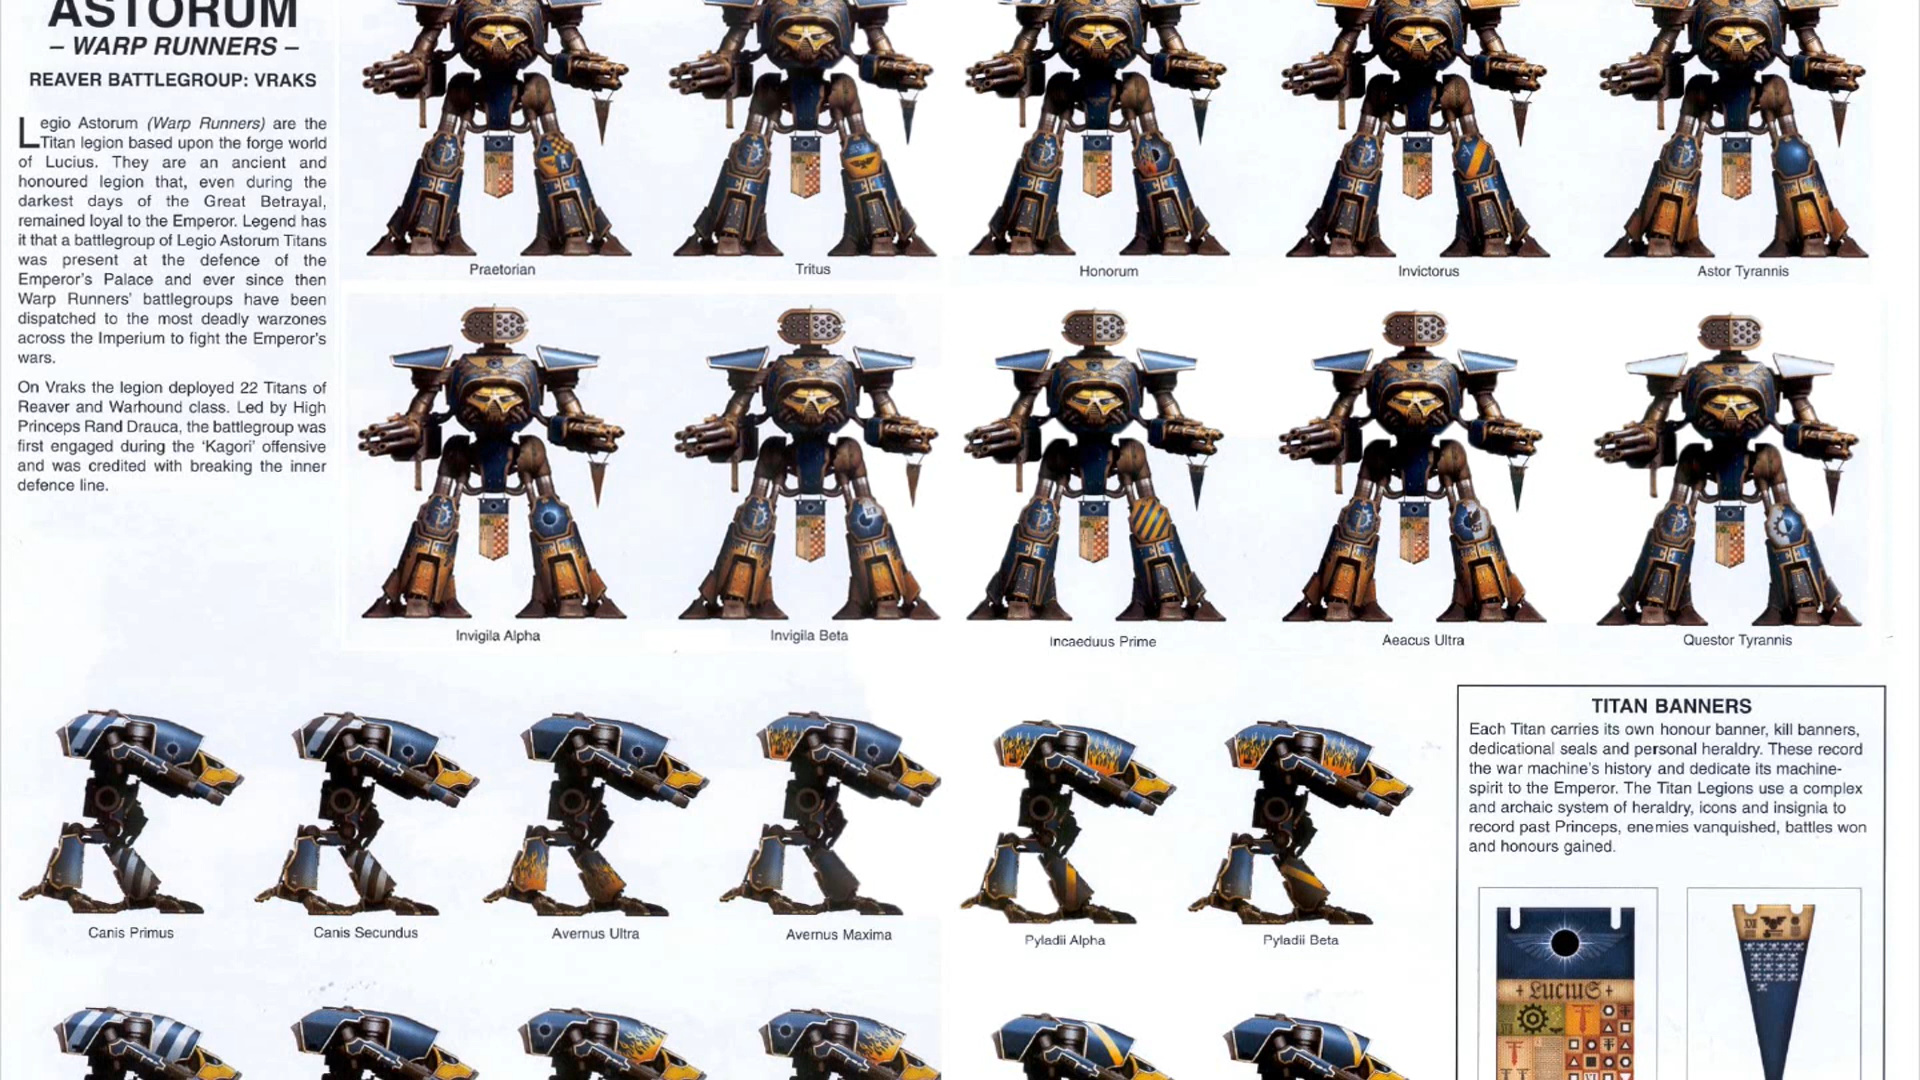 ASTORUM
– WARP RUNNERS –
REAVER BATTLEGROUP: VRAKS
Legio Astorum (Warp Runners) are the
Titan legion based upon the forge world
of Lucius. They are an ancient and
honoured legion that, even during the
darkest days of the Great Betrayal,
remained loyal to the Emperor. Legend has
it that a battlegroup of Legio Astorum Titans
was present at the defence of the
Emperor's Palace and ever since then
Warp Runners' battlegroups have been
dispatched to the most deadly warzones
across the Imperium to fight the Emperor's
wars.
On Vraks the legion deployed 22 Titans of
Reaver and Warhound class. Led by High
Princeps Rand Drauca, the battlegroup was
first engaged during the 'Kagori' offensive
and was credited with breaking the inner
defence line.
Praetorian
Tritus
Honorum
Invictorus
Astor Tyrannis
Invigila Alpha
Invigila Beta
Incaeduus Prime
Aeacus Ultra
Questor Tyrannis
Canis Primus
Canis Secundus
Avernus Ultra
Avernus Maxima
Pyladii Alpha
Pyladii Beta
TITAN BANNERS
Each Titan carries its own honour banner, kill banners,
dedicational seals and personal heraldry. These record
the war machine's history and dedicate its machine-
spirit to the Emperor. The Titan Legions use a complex
and archaic system of heraldry, icons and insignia to
record past Princeps, enemies vanquished, battles won
and honours gained.
LUCIUS